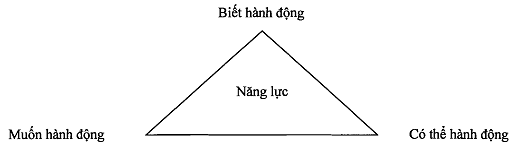 Biết hành động
Năng lực
Muốn hành động
Có thể hành động